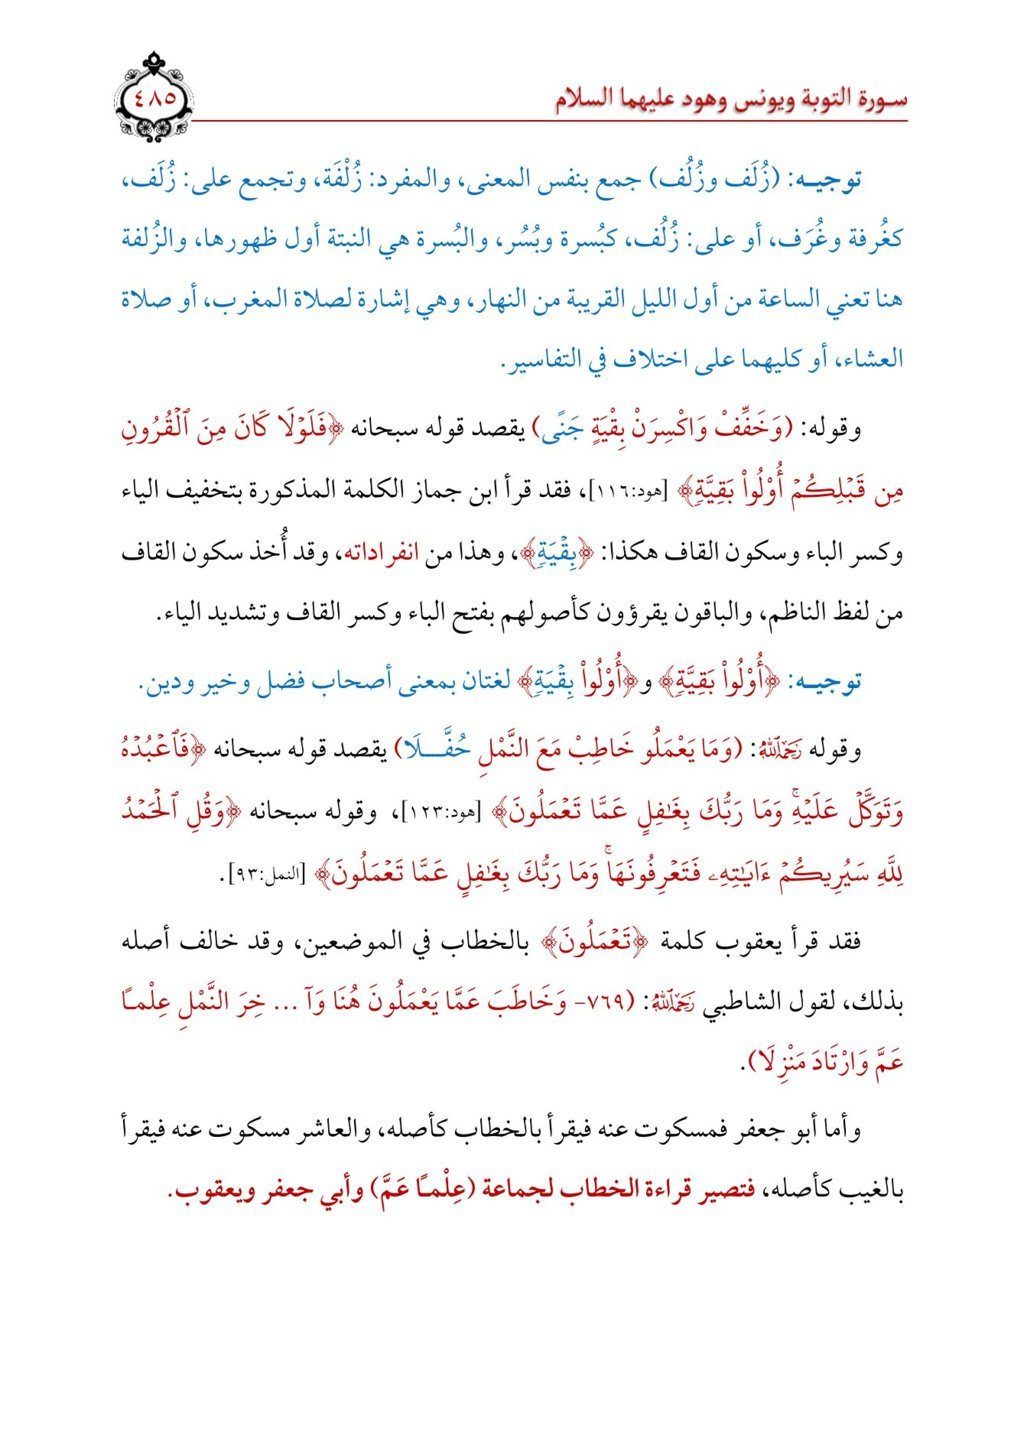 سورة التوبة ويونس وهود عليهما السلام
٤٨٥
توجيـه: (زُلَف وزُلُف) جمع بنفس المعنى، والمفرد: زُلْفَة، وتجمع على: زُلَف،
كغُرفة وغُرَف، أو على: زُلُف، كبُسرة وبُسُر، والبُسرة هي النبتة أول ظهورها، والزُلفة
هنا تعني الساعة من أول الليل القريبة من النهار، وهي إشارة لصلاة المغرب، أو صلاة
العشاء، أو كليهما على اختلاف في التفاسير.
وقوله: (وَخَفِّفْ وَاكْسِرَنْ بِقْيَةٍ جَنًى) يقصد قوله سبحانه ﴿فَلَوۡلَا كَانَ مِنَ ٱلۡقُرُونِ
مِن قَبۡلِكُمۡ أُوْلُواْ بَقِيَّةٖ﴾ [هود:١١٦]، فقد قرأ ابن جماز الكلمة المذكورة بتخفيف الياء
وكسر الباء وسكون القاف هكذا: ﴿بِقۡيَةٖ﴾، وهذا من انفراداته، وقد أُخذ سكون القاف
من لفظ الناظم، والباقون يقرؤون كأصولهم بفتح الباء وكسر القاف وتشديد الياء.
توجيـه: ﴿أُوْلُواْ بَقِيَّةٖ﴾ و﴿أُوْلُواْ بِقۡيَةٖ﴾ لغتان بمعنى أصحاب فضل وخير ودين.
وقوله رَحِمَهُ ٱللَّهُ: (وَمَا يَعْمَلُو خَاطِبْ مَعَ النَّمْلِ حُفَّـلَا) يقصد قوله سبحانه ﴿فَٱعۡبُدۡهُ
وَتَوَكَّلۡ عَلَيۡهِۚ وَمَا رَبُّكَ بِغَٰفِلٍ عَمَّا تَعۡمَلُونَ﴾ [هود:١٢٣]، وقوله سبحانه ﴿وَقُلِ ٱلۡحَمۡدُ
لِلَّهِ سَيُرِيكُمۡ ءَايَٰتِهِۦ فَتَعۡرِفُونَهَاۚ وَمَا رَبُّكَ بِغَٰفِلٍ عَمَّا تَعۡمَلُونَ﴾ [النمل:٩٣].
فقد قرأ يعقوب كلمة ﴿تَعۡمَلُونَ﴾ بالخطاب في الموضعين، وقد خالف أصله
بذلك، لقول الشاطبي رَحِمَهُ ٱللَّهُ: (٧٦٩- وَخَاطَبَ عَمَّا يَعْمَلُونَ هُنَا وَآ ... خِرَ النَّمْلِ عِلْمـًا
عَمَّ وَارْتَادَ مَنْزِلَا).
وأما أبو جعفر فمسكوت عنه فيقرأ بالخطاب كأصله، والعاشر مسكوت عنه فيقرأ
بالغيب كأصله، فتصير قراءة الخطاب لجماعة (عِلْمـًا عَمَّ) وأبي جعفر ويعقوب.